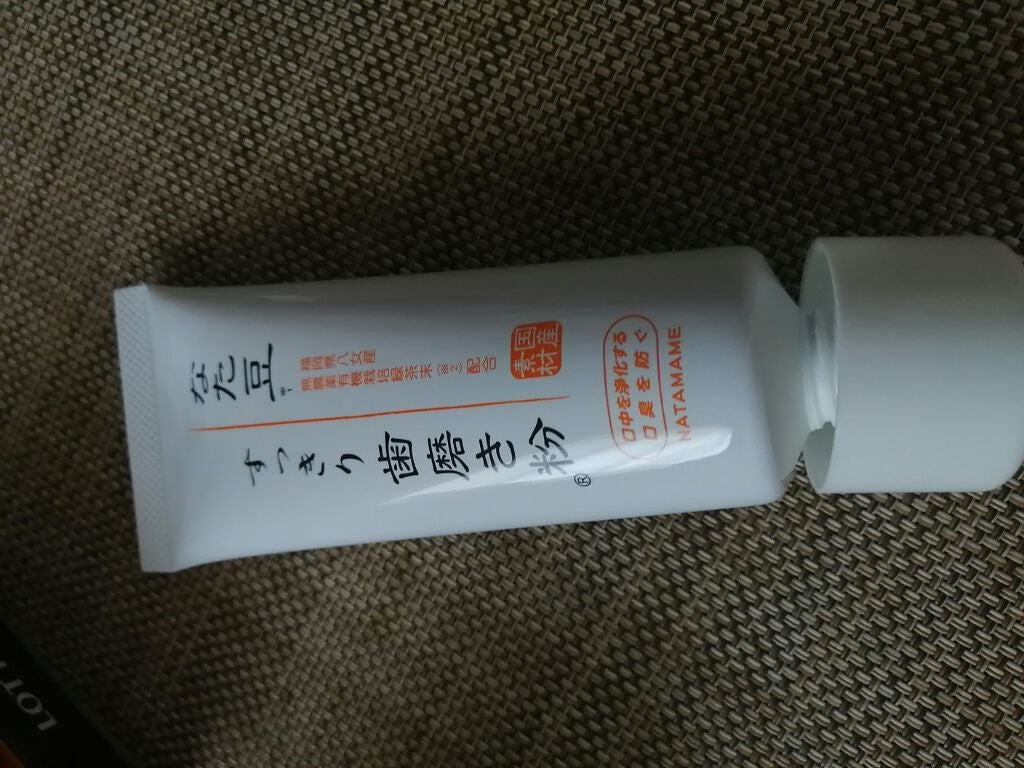 なた豆
すっきり
歯磨き粉®
福岡県八女産
無農薬有機栽培緑茶末(※2)配合
国産
素材
口中を浄化する
口臭を防ぐ
NATAMAME
LOT